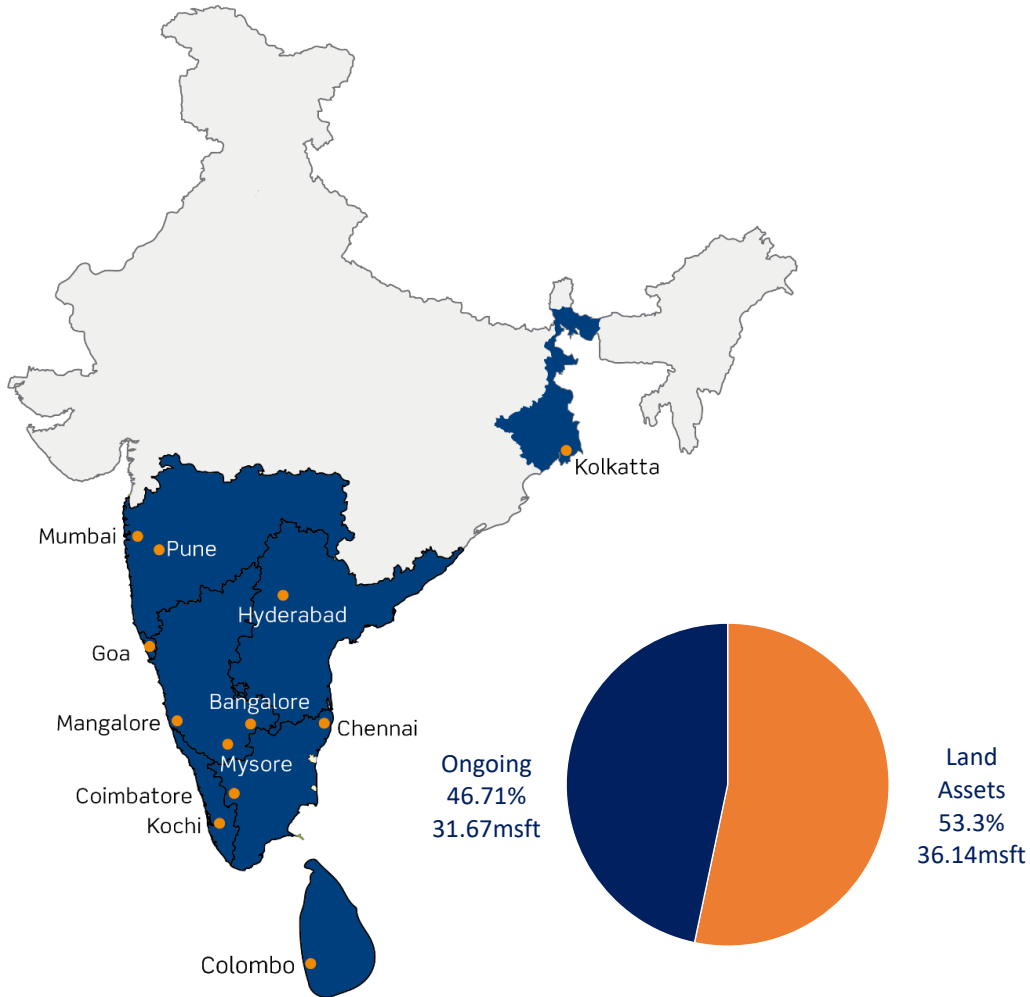 Kolkatta
Mumbai
Pune
Hyderabad
Goa
Bangalore
Mangalore
Chennai
Mysore
Coimbatore
Kochi
Colombo
Ongoing
46.71%
31.67msft
Land
Assets
53.3%
36.14msft